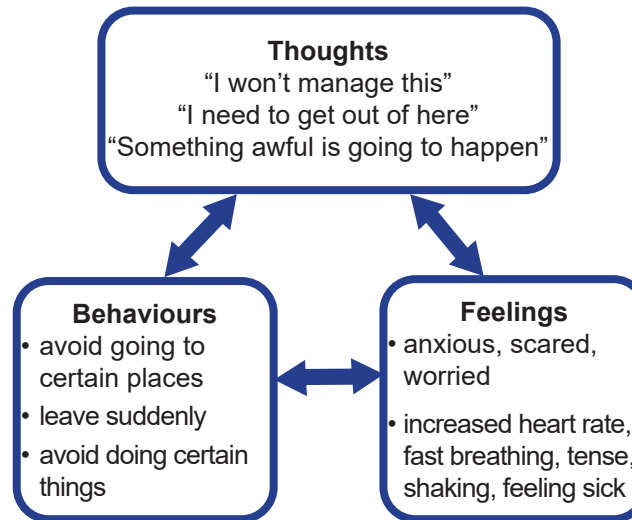 Thoughts
“I won’t manage this”
“I need to get out of here”
“Something awful is going to happen”
Behaviours
• avoid going to
certain places
• leave suddenly
• avoid doing certain
things
Feelings
• anxious, scared,
worried
• increased heart rate,
fast breathing, tense,
shaking, feeling sick